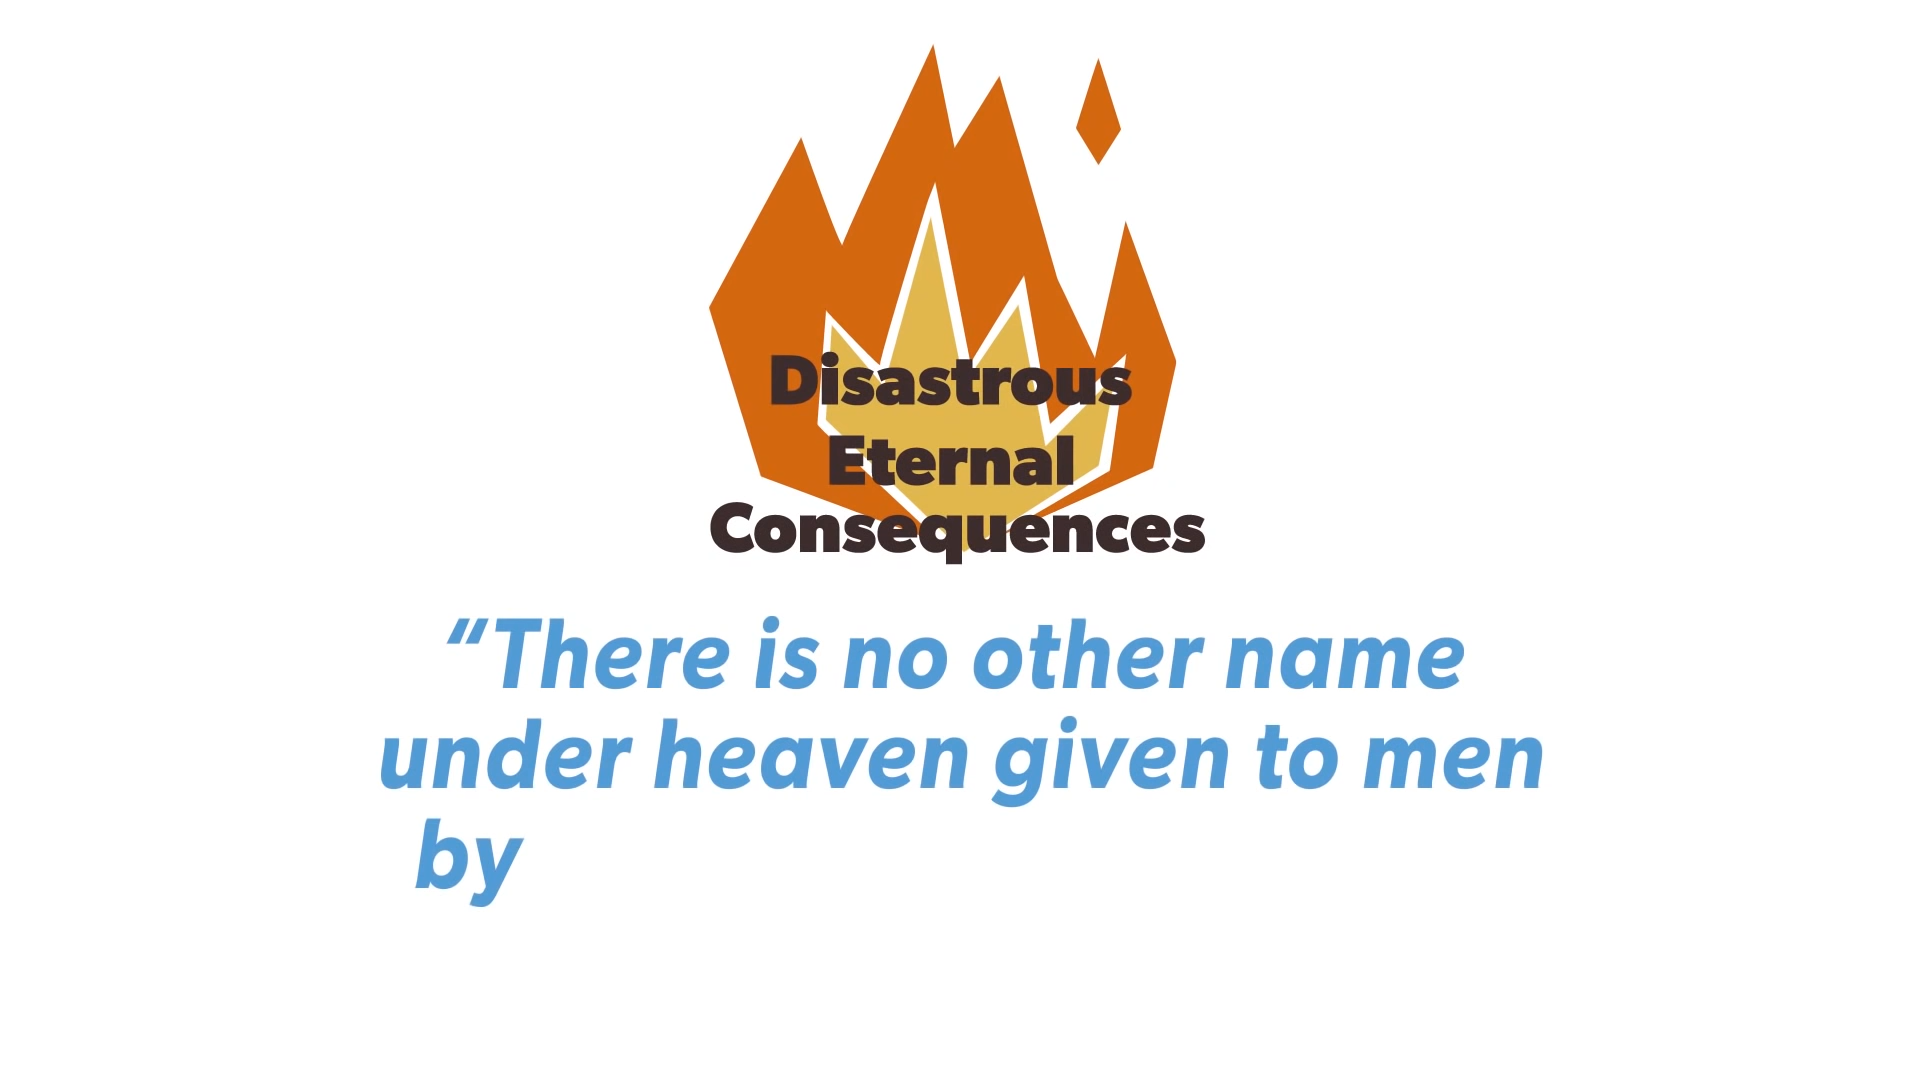 Disastrous
Eternal
Consequences
“There is no other name
under heaven given to men
by